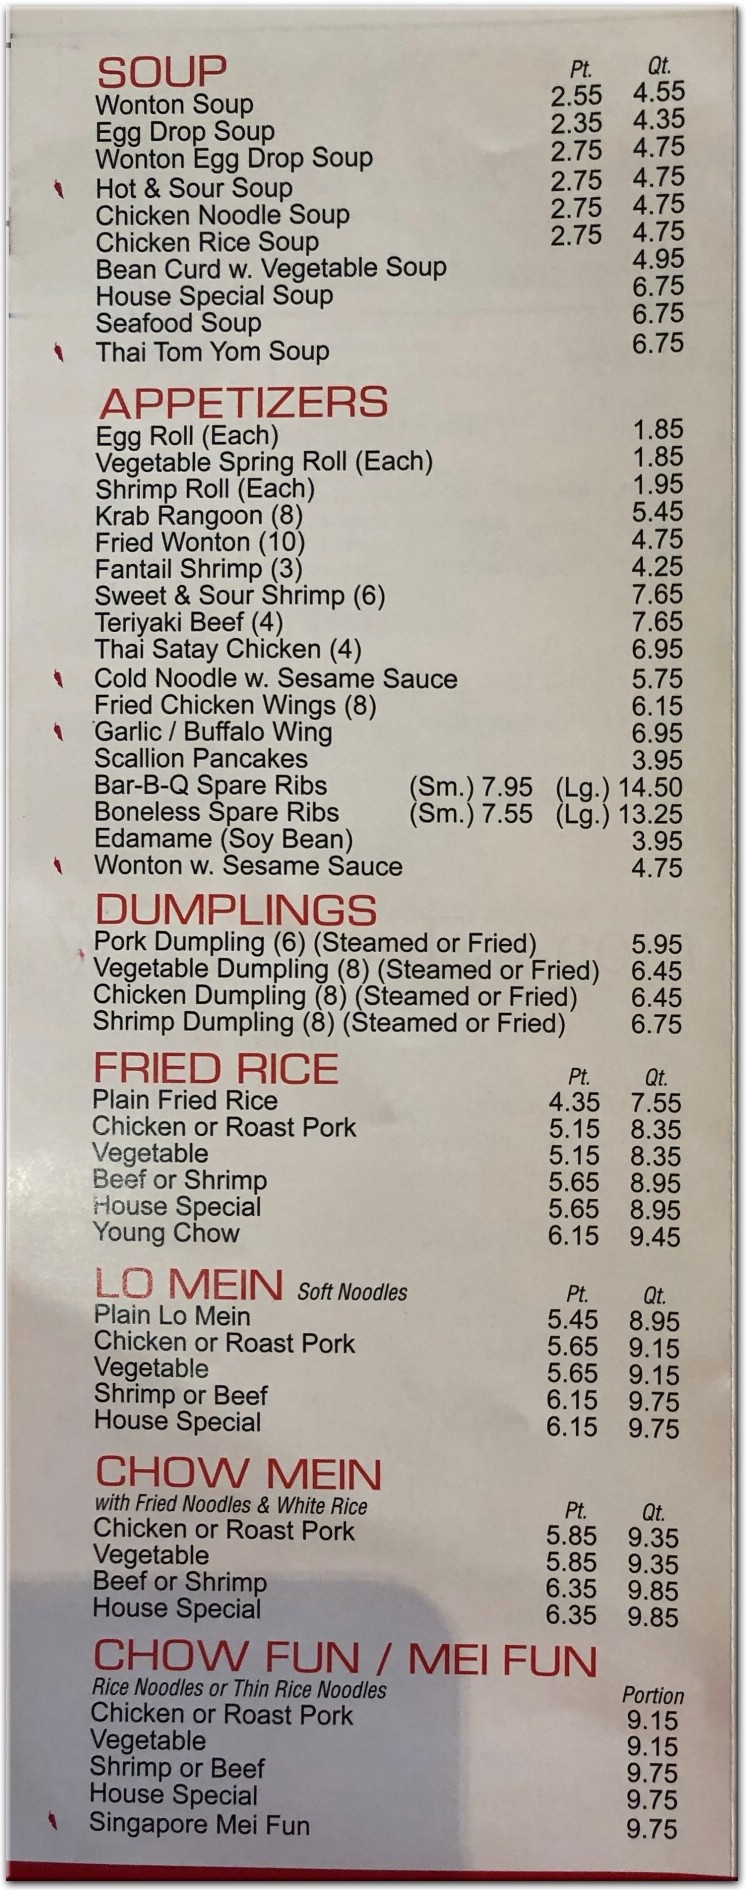 SOUP Pt. Qt.
Wonton Soup 2.55 4.55
Egg Drop Soup 2.35 4.35
Wonton Egg Drop Soup 2.75 4.75
Hot & Sour Soup 2.75 4.75
Chicken Noodle Soup 2.75 4.75
Chicken Rice Soup 2.75 4.75
Bean Curd w. Vegetable Soup 4.95
House Special Soup 6.75
Seafood Soup 6.75
Thai Tom Yom Soup 6.75
APPETIZERS
Egg Roll (Each) 1.85
Vegetable Spring Roll (Each) 1.85
Shrimp Roll (Each) 1.95
Krab Rangoon (8) 5.45
Fried Wonton (10) 4.75
Fantail Shrimp (3) 4.25
Sweet & Sour Shrimp (6) 7.65
Teriyaki Beef (4) 7.65
Thai Satay Chicken (4) 6.95
Cold Noodle w. Sesame Sauce 5.75
Fried Chicken Wings (8) 6.15
Garlic / Buffalo Wing 6.95
Scallion Pancakes 3.95
Bar-B-Q Spare Ribs (Sm.) 7.95 (Lg.) 14.50
Boneless Spare Ribs (Sm.) 7.55 (Lg.) 13.25
Edamame (Soy Bean) 3.95
Wonton w. Sesame Sauce 4.75
DUMPLINGS
Pork Dumpling (6) (Steamed or Fried) 5.95
Vegetable Dumpling (8) (Steamed or Fried) 6.45
Chicken Dumpling (8) (Steamed or Fried) 6.45
Shrimp Dumpling (8) (Steamed or Fried) 6.75
FRIED RICE Pt. Qt.
Plain Fried Rice 4.35 7.55
Chicken or Roast Pork 5.15 8.35
Vegetable 5.15 8.35
Beef or Shrimp 5.65 8.95
House Special 5.65 8.95
Young Chow 6.15 9.45
LO MEIN Soft Noodles Pt. Qt.
Plain Lo Mein 5.45 8.95
Chicken or Roast Pork 5.65 9.15
Vegetable 5.65 9.15
Shrimp or Beef 6.15 9.75
House Special 6.15 9.75
CHOW MEIN
with Fried Noodles & White Rice Pt. Qt.
Chicken or Roast Pork 5.85 9.35
Vegetable 5.85 9.35
Beef or Shrimp 6.35 9.85
House Special 6.35 9.85
CHOW FUN / MEI FUN
Rice Noodles or Thin Rice Noodles Portion
Chicken or Roast Pork 9.15
Vegetable 9.15
Shrimp or Beef 9.75
House Special 9.75
Singapore Mei Fun 9.75